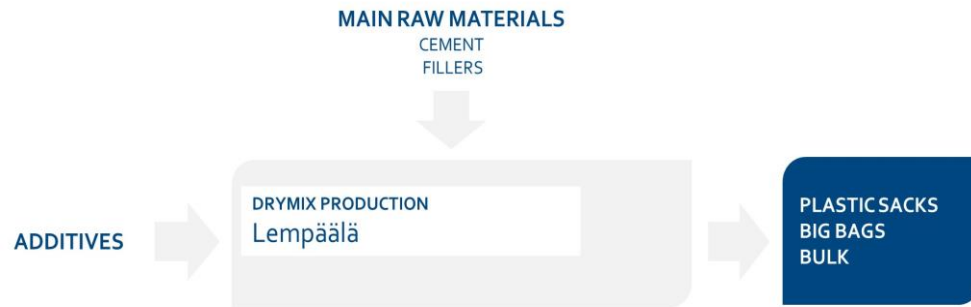 MAIN RAW MATERIALS
CEMENT
FILLERS
ADDITIVES
DRYMIX PRODUCTION
Lempäälä
PLASTIC SACKS
BIG BAGS
BULK